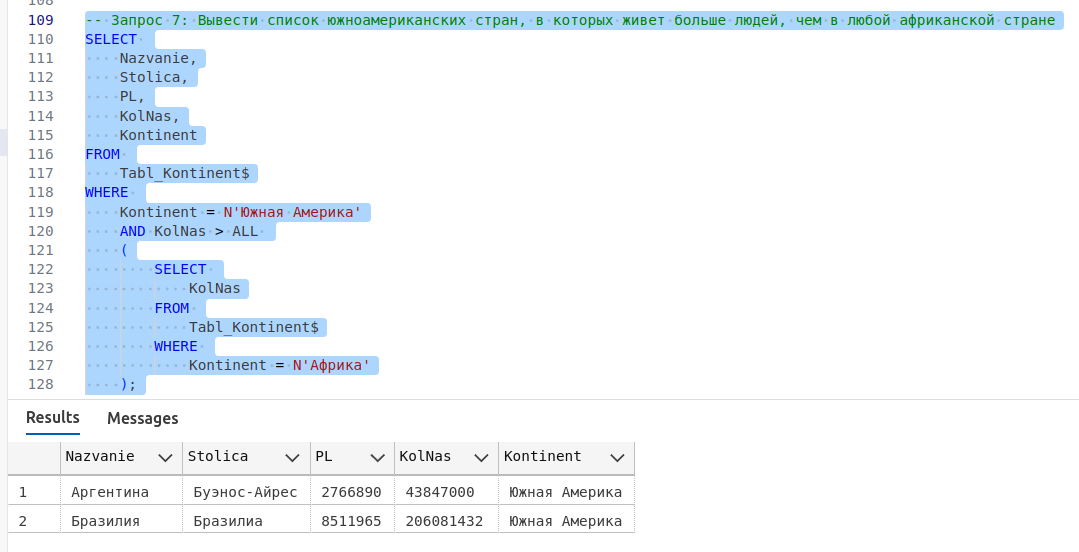 108
109 -- Запрос 7: Вывести список южноамериканских стран, в которых живет больше людей, чем в любой африканской стране
110 SELECT
111 Nazvanie,
112 Stolica,
113 PL,
114 KolNas,
115 Kontinent
116 FROM
117 Tabl_Kontinent$
118 WHERE
119 Kontinent = N'Южная Америка'
120 AND KolNas > ALL
121 (
122 SELECT
123 KolNas
124 FROM
125 Tabl_Kontinent$
126 WHERE
127 Kontinent = N'Африка'
128 );
Results Messages
Nazvanie Stolica PL KolNas Kontinent
1 Аргентина Буэнос-Айрес 2766890 43847000 Южная Америка
2 Бразилия Бразилиа 8511965 206081432 Южная Америка